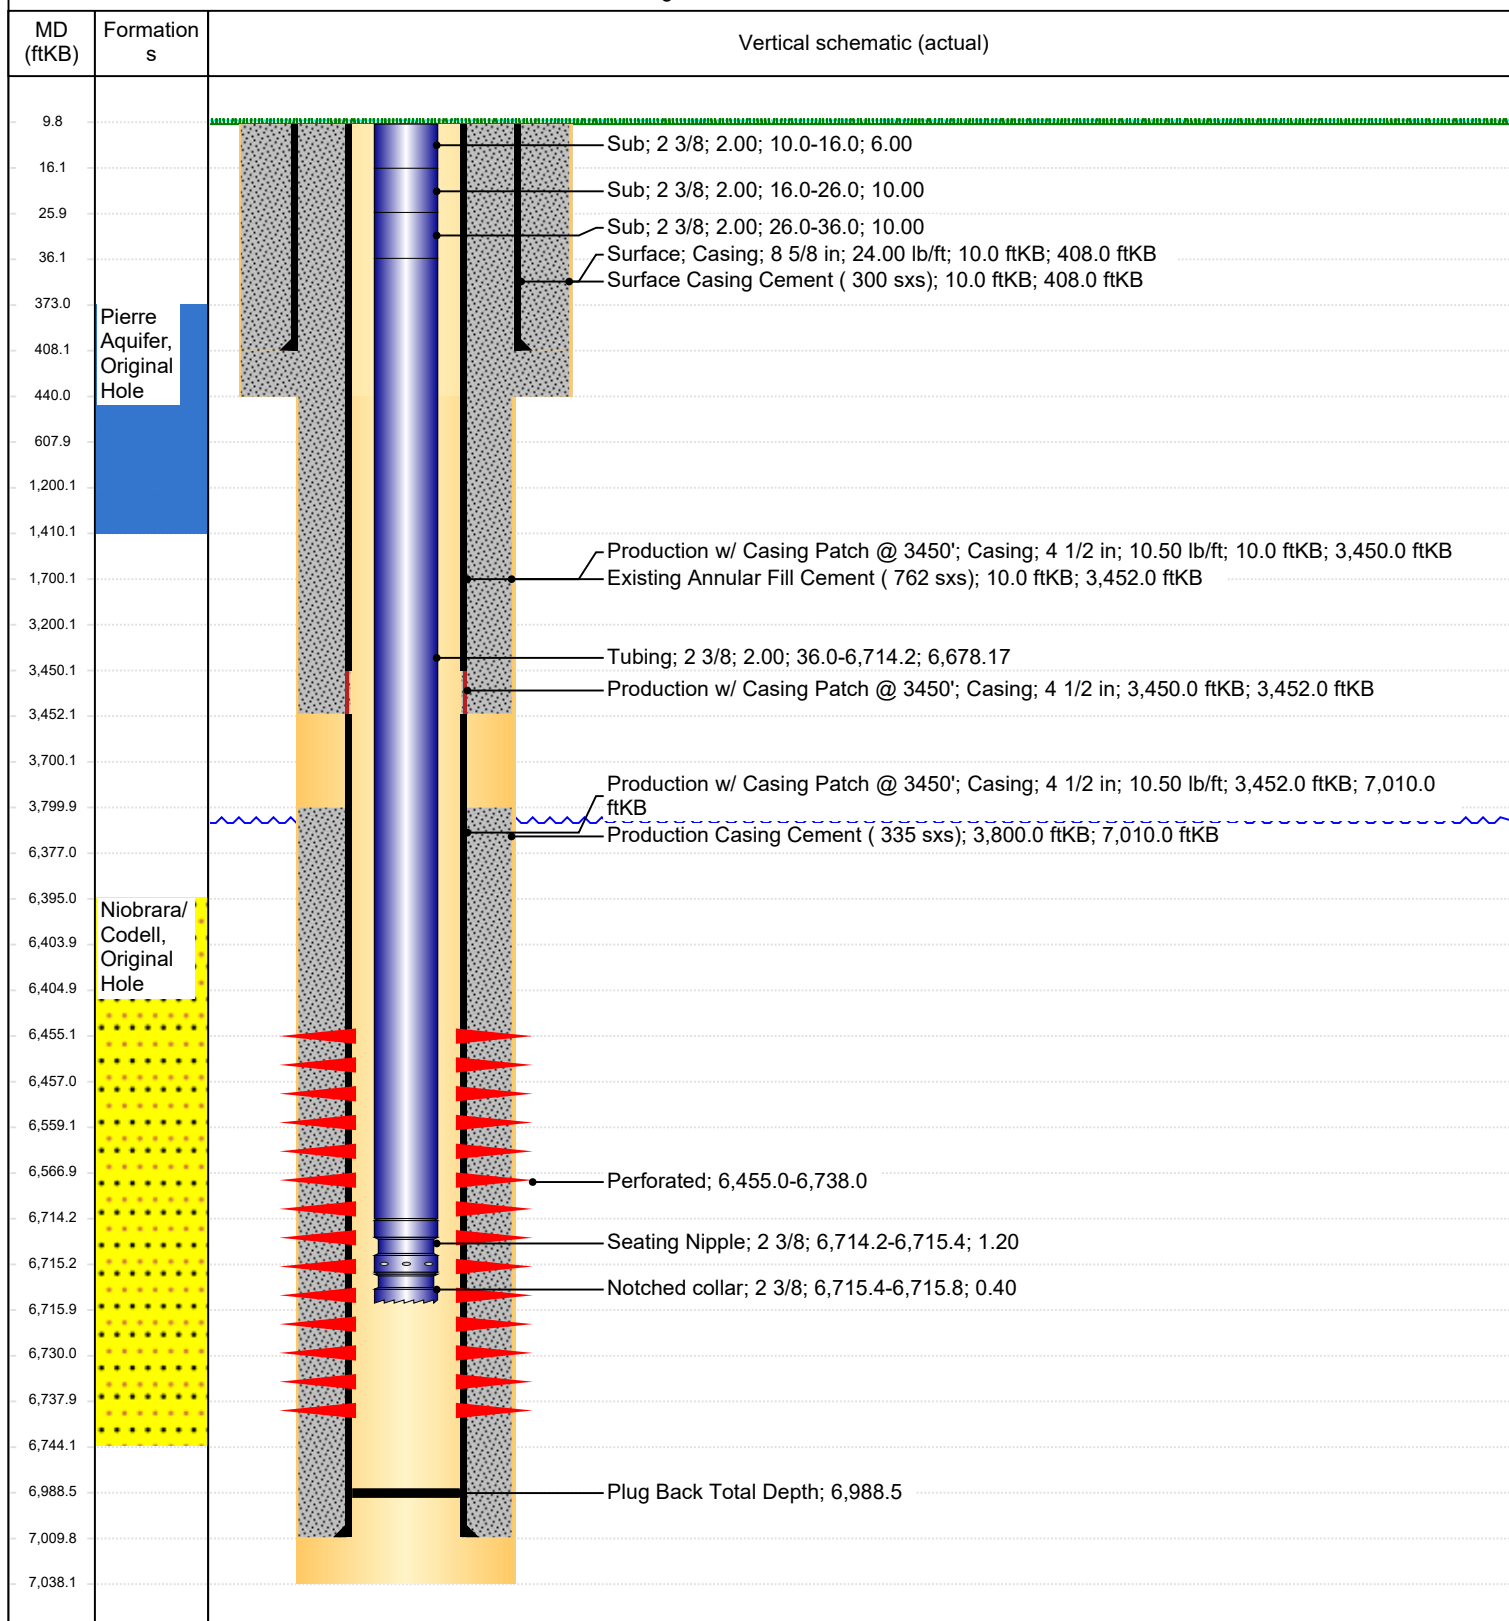 MD
(ftKB)
Formation
s
Vertical schematic (actual)
9.8
16.1
25.9
36.1
373.0
408.1
440.0
607.9
1,200.1
1,410.1
1,700.1
3,200.1
3,450.1
3,452.1
3,700.1
3,799.9
6,377.0
6,395.0
6,403.9
6,404.9
6,455.1
6,457.0
6,559.1
6,566.9
6,714.2
6,715.2
6,715.9
6,730.0
6,737.9
6,744.1
6,988.5
7,009.8
7,038.1
Pierre
Aquifer,
Original
Hole
Niobrara/
Codell,
Original
Hole
Sub; 2 3/8; 2.00; 10.0-16.0; 6.00
Sub; 2 3/8; 2.00; 16.0-26.0; 10.00
Sub; 2 3/8; 2.00; 26.0-36.0; 10.00
Surface; Casing; 8 5/8 in; 24.00 lb/ft; 10.0 ftKB; 408.0 ftKB
Surface Casing Cement ( 300 sxs); 10.0 ftKB; 408.0 ftKB
Production w/ Casing Patch @ 3450'; Casing; 4 1/2 in; 10.50 lb/ft; 10.0 ftKB; 3,450.0 ftKB
Existing Annular Fill Cement ( 762 sxs); 10.0 ftKB; 3,452.0 ftKB
Tubing; 2 3/8; 2.00; 36.0-6,714.2; 6,678.17
Production w/ Casing Patch @ 3450'; Casing; 4 1/2 in; 3,450.0 ftKB; 3,452.0 ftKB
Production w/ Casing Patch @ 3450'; Casing; 4 1/2 in; 10.50 lb/ft; 3,452.0 ftKB; 7,010.0
ftKB
Production Casing Cement ( 335 sxs); 3,800.0 ftKB; 7,010.0 ftKB
Perforated; 6,455.0-6,738.0
Seating Nipple; 2 3/8; 6,714.2-6,715.4; 1.20
Notched collar; 2 3/8; 6,715.4-6,715.8; 0.40
Plug Back Total Depth; 6,988.5